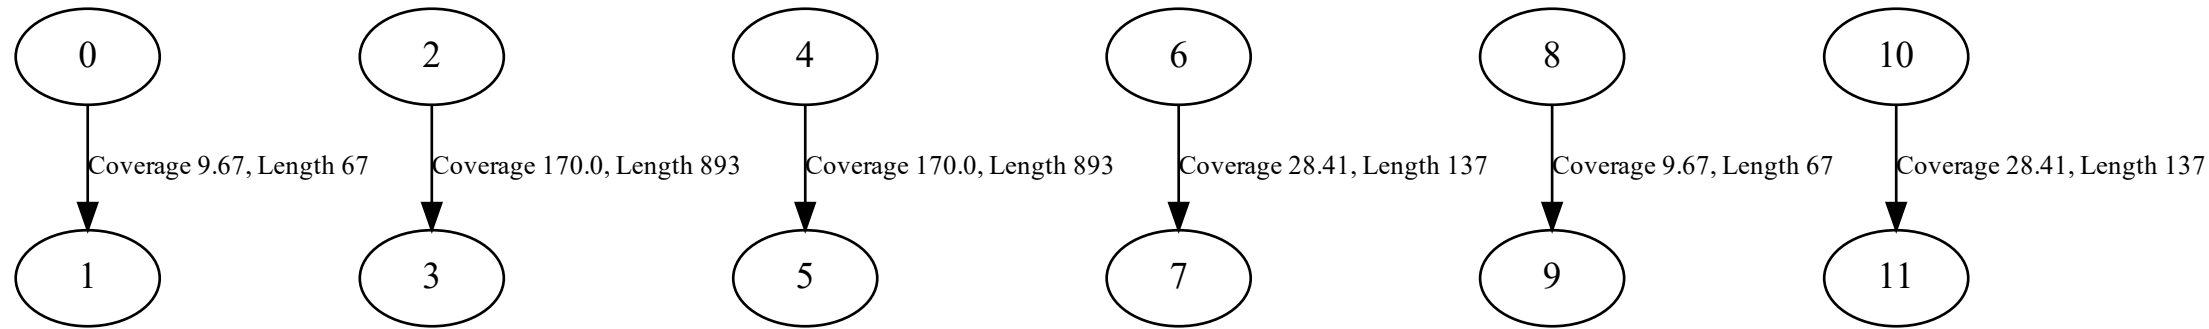 0 2 4 6 8 10
Coverage 9.67, Length 67 Coverage 170.0, Length 893 Coverage 170.0, Length 893 Coverage 28.41, Length 137 Coverage 9.67, Length 67 Coverage 28.41, Length 137
1 3 5 7 9 11